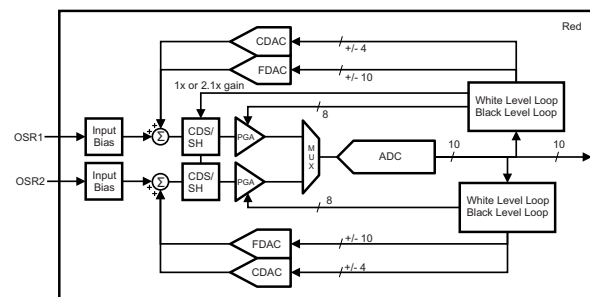 Red
CDAC
+/- 4
FDAC
+/- 10
1x or 2.1x gain
8
White Level Loop
Black Level Loop
OSR1
Input
Bias
+
+
Σ
CDS/
SH
PGA
M
U
X
ADC
10
10
OSR2
Input
Bias
+
+
Σ
CDS/
SH
PGA
8
White Level Loop
Black Level Loop
FDAC
+/- 10
CDAC
+/- 4